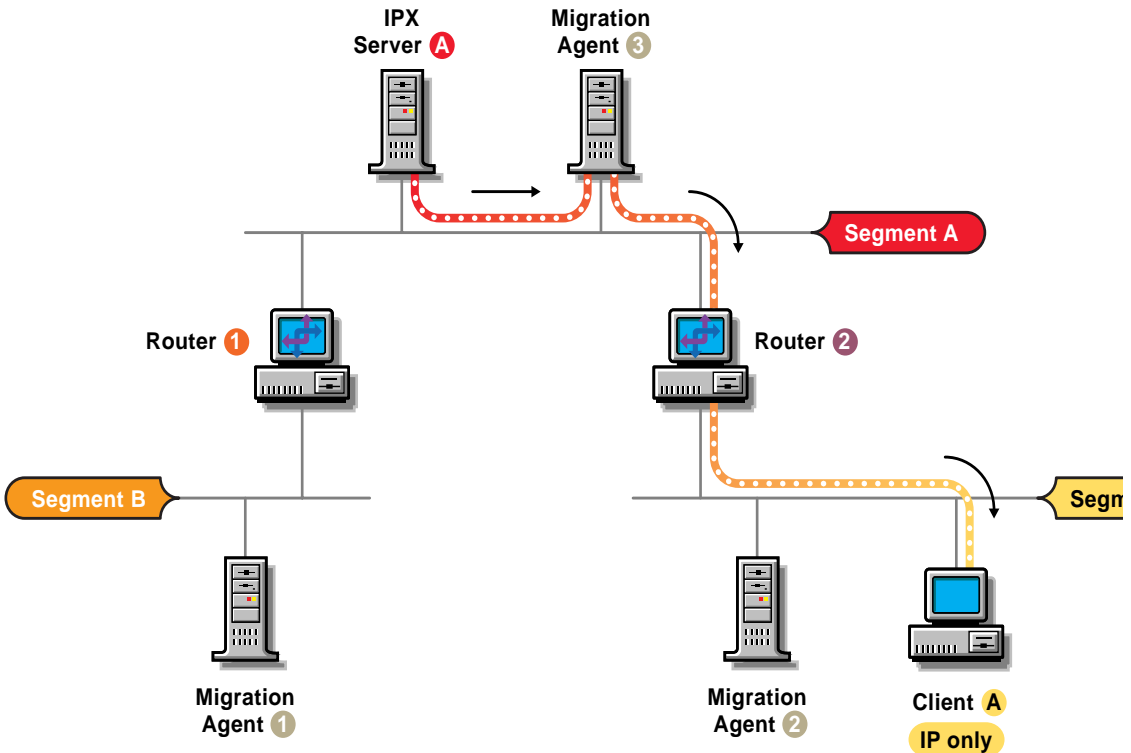 IPX
Server A
Migration
Agent 3
Segment A
Router 1
Router 2
Segment B
Segm
Migration
Agent 1
Migration
Agent 2
Client A
IP only